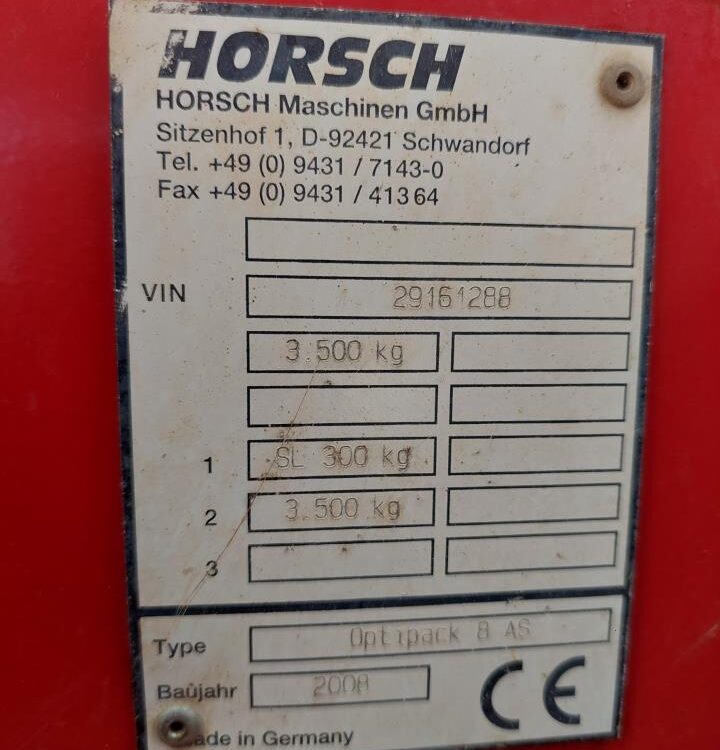 HORSCH
HORSCH Maschinen GmbH
Sitzenhof 1, D-92421 Schwandorf
Tel. +49 (0) 9431 / 7143-0
Fax +49 (0) 9431 / 41364
VIN 29161288
3.500 kg
1 SL 300 kg
2 3.500 kg
3
Type Optipack 8 AS
Baujahr 2008
CE
ade in Germany